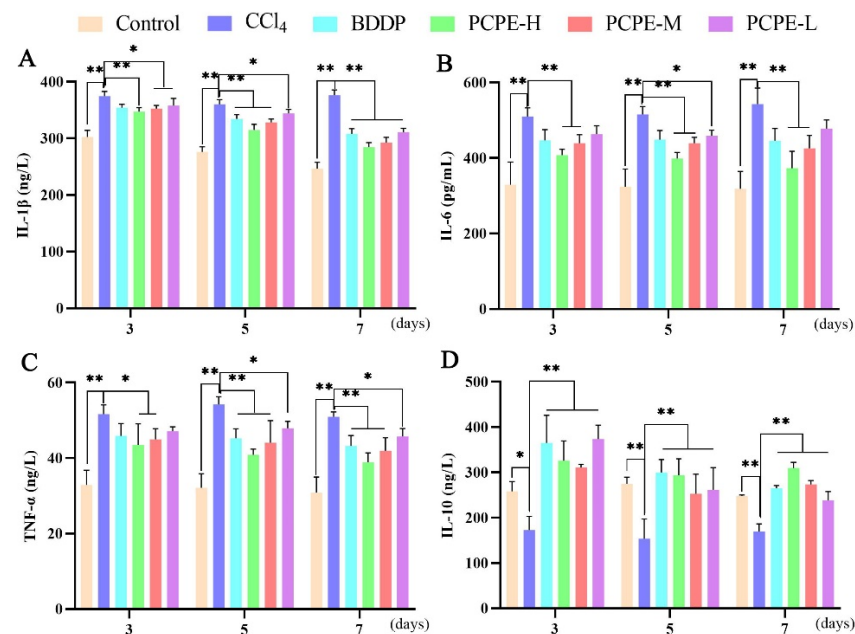 Control CCl₄ BDDP PCPE-H PCPE-M PCPE-L
A
** ** *
** ** *
** ** **
IL-1β (ng/L)
400
300
200
100
0
3 5 7 (days)
B
** **
** ** *
** **
IL-6 (pg/mL)
600
400
200
0
3 5 7 (days)
C
** *
** ** *
** ** *
TNF-α (ng/L)
60
40
20
0
3 5 7 (days)
D
* **
** **
** **
IL-10 (ng/L)
500
400
300
200
100
0
3 5 7 (days)